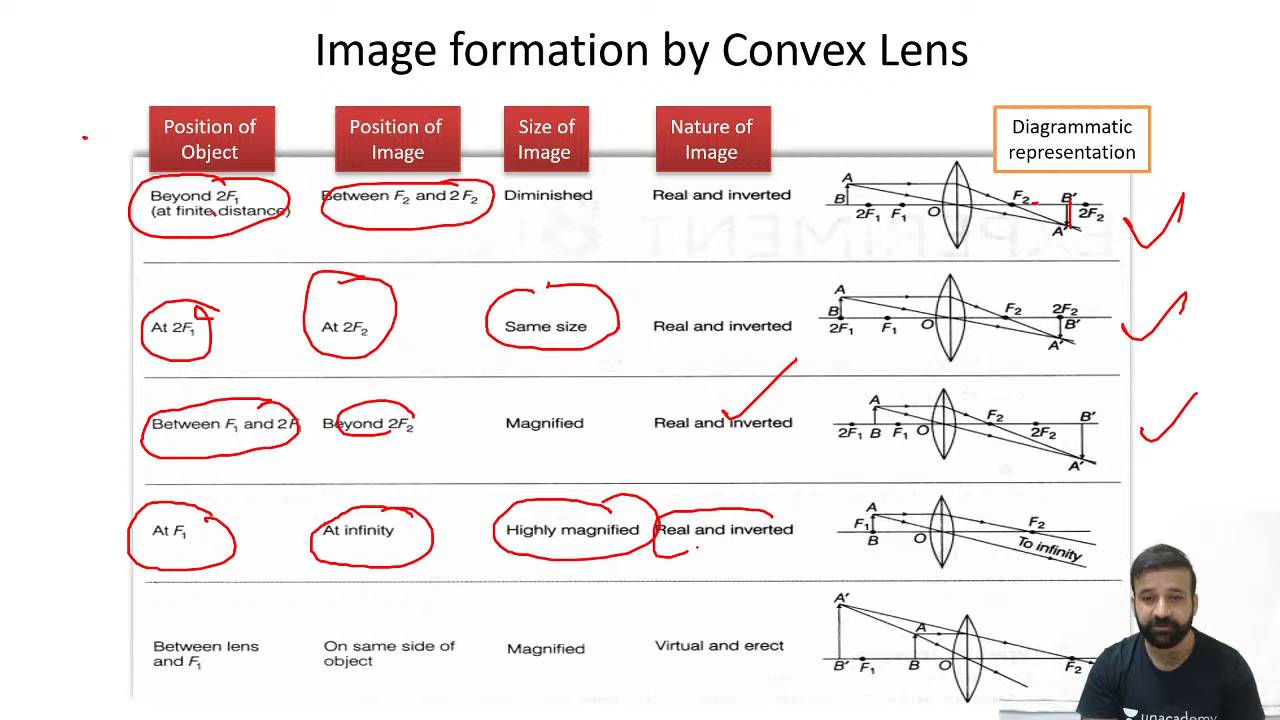 Image formation by Convex Lens
Position of
Object
Position of
Image
Size of
Image
Nature of
Image
Diagrammatic
representation
Beyond 2F₁
(at finite distance)
Between F₂ and 2F₂
Diminished
Real and inverted
A
B
2F₁
F₁
O
F₂
B′
2F₂
A′
At 2F₁
At 2F₂
Same size
Real and inverted
A
B
2F₁
F₁
O
F₂
2F₂
B′
A′
Between F₁ and 2F
Beyond 2F₂
Magnified
Real and inverted
A
2F₁
B
F₁
O
F₂
2F₂
B′
A′
At F₁
At infinity
Highly magnified
Real and inverted
A
F₁
B
O
F₂
To infinity
Between lens
and F₁
On same side of
object
Magnified
Virtual and erect
A′
A
B′
F₁
B
O
F₂
unacademy